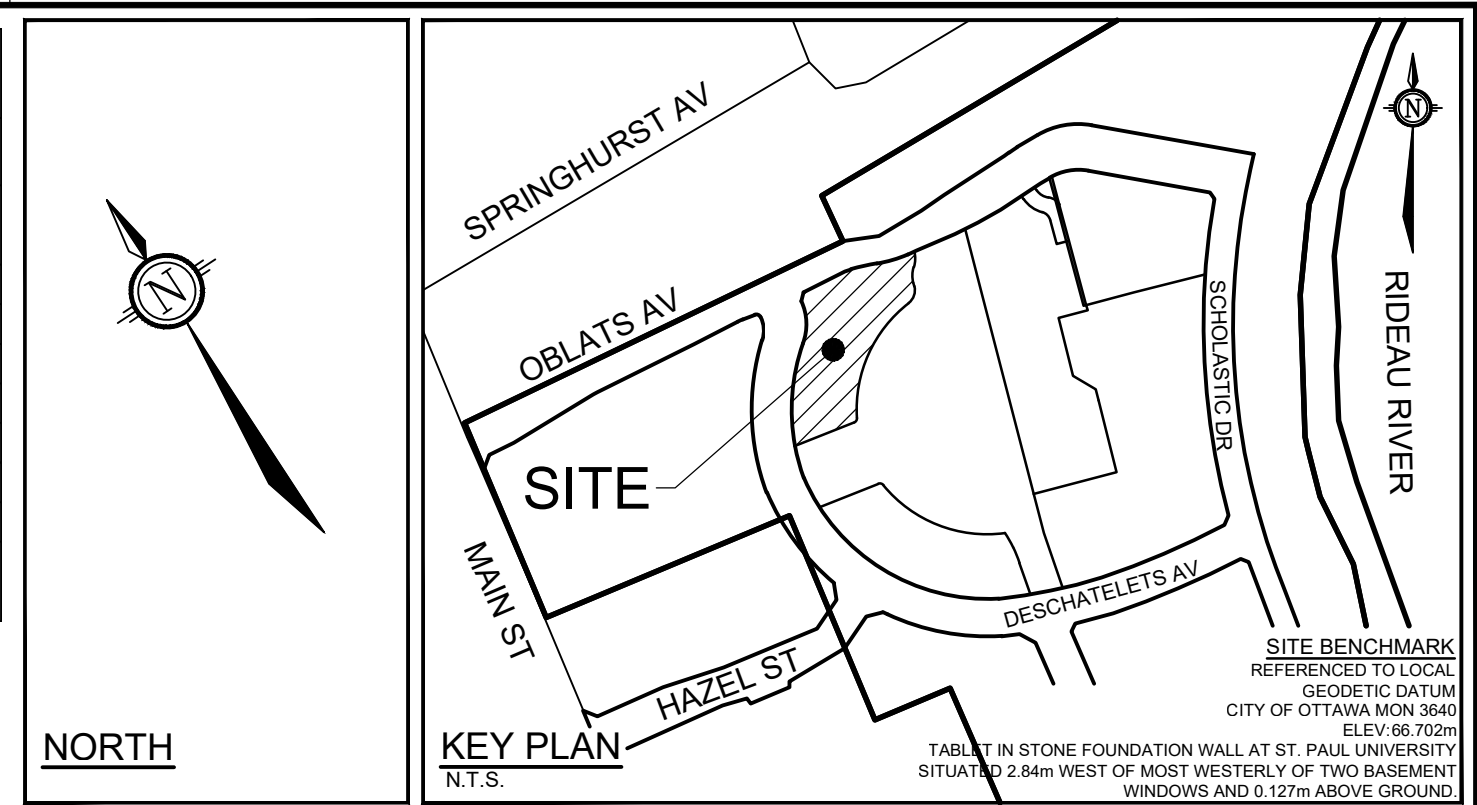 N
NORTH
SPRINGHURST AV
OBLATS AV
SITE
MAIN ST
HAZEL ST
DESCHATELETS AV
SCHOLASTIC DR
RIDEAU RIVER
N
KEY PLAN
N.T.S.
SITE BENCHMARK
REFERENCED TO LOCAL
GEODETIC DATUM
CITY OF OTTAWA MON 3640
ELEV:66.702m
TABLET IN STONE FOUNDATION WALL AT ST. PAUL UNIVERSITY
SITUATED 2.84m WEST OF MOST WESTERLY OF TWO BASEMENT
WINDOWS AND 0.127m ABOVE GROUND.